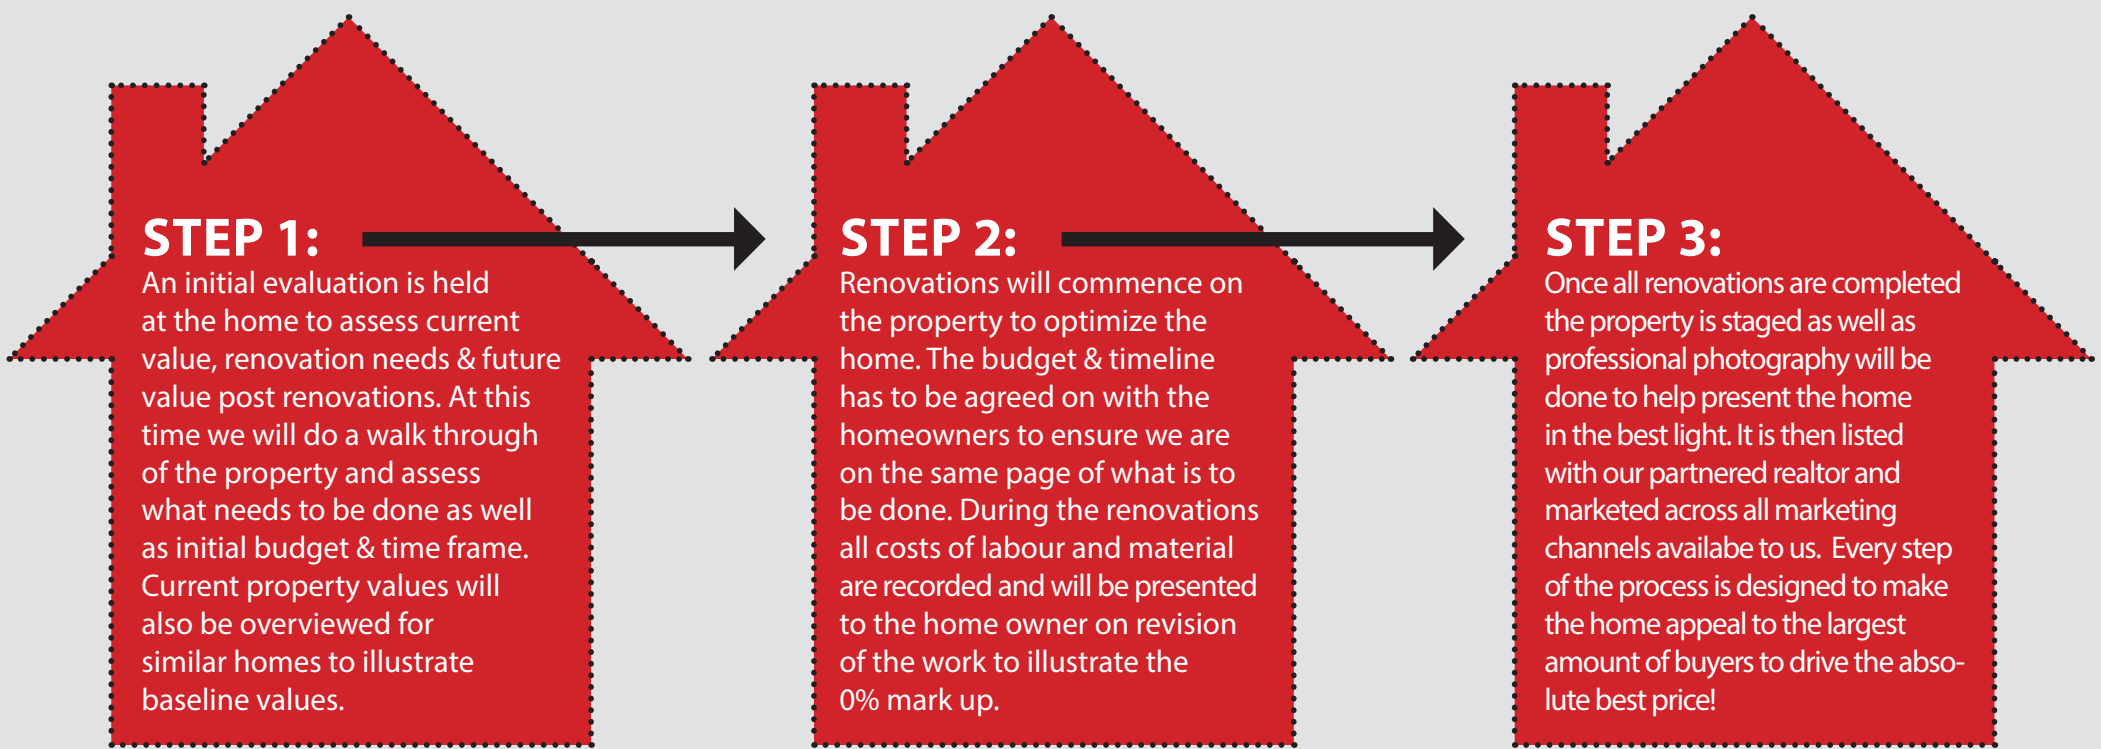 STEP 1:
An initial evaluation is held
at the home to assess current
value, renovation needs & future
value post renovations. At this
time we will do a walk through
of the property and assess
what needs to be done as well
as initial budget & time frame.
Current property values will
also be overviewed for
similar homes to illustrate
baseline values.
STEP 2:
Renovations will commence on
the property to optimize the
home. The budget & timeline
has to be agreed on with the
homeowners to ensure we are
on the same page of what is to
be done. During the renovations
all costs of labour and material
are recorded and will be presented
to the home owner on revision
of the work to illustrate the
0% mark up.
STEP 3:
Once all renovations are completed
the property is staged as well as
professional photography will be
done to help present the home
in the best light. It is then listed
with our partnered realtor and
marketed across all marketing
channels availabe to us.  Every step
of the process is designed to make
the home appeal to the largest
amount of buyers to drive the abso-
lute best price!